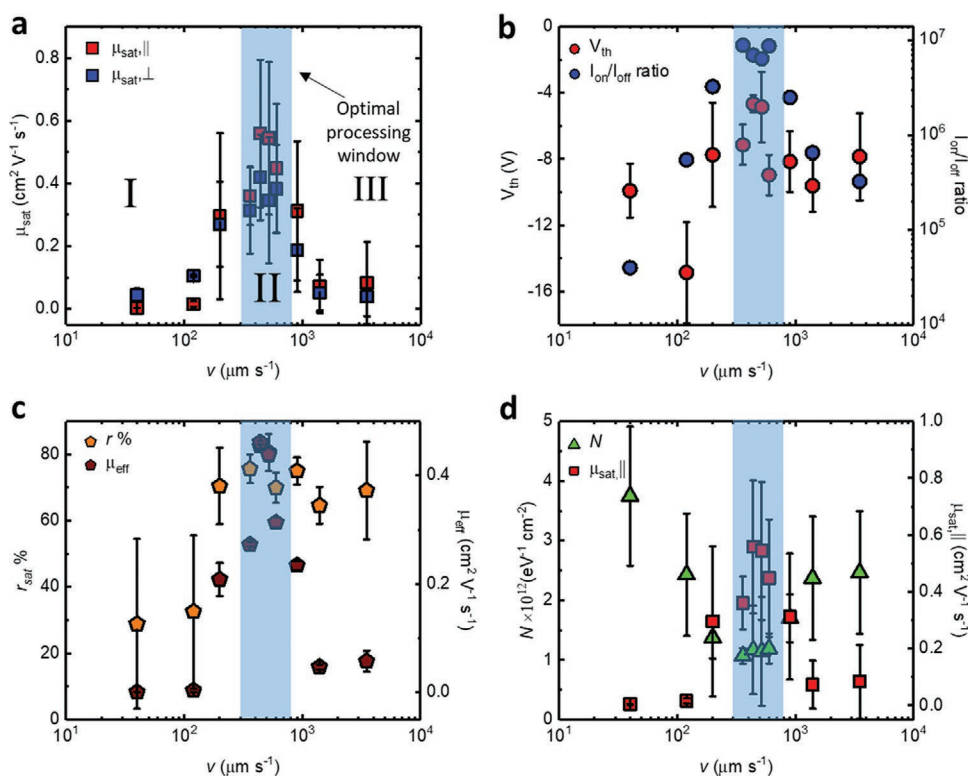 a
0.8
0.6
0.4
0.2
0.0
μsat (cm² V⁻¹ s⁻¹)
μsat,||
μsat,⊥
Optimal
processing
window
I
II
III
10¹ 10² 10³ 10⁴
v (μm s⁻¹)
b
0
-4
-8
-12
-16
Vth (V)
Vth
Ion/Ioff ratio
10⁷
10⁶
10⁵
10⁴
Ion/Ioff
ratio
10¹ 10² 10³ 10⁴
v (μm s⁻¹)
c
80
60
40
20
0
rsat %
r %
μeff
0.4
0.2
0.0
μeff (cm² V⁻¹ s⁻¹)
10¹ 10² 10³ 10⁴
v (μm s⁻¹)
d
5
4
3
2
1
0
N ×10¹² (eV⁻¹ cm⁻²)
N
μsat,||
1.0
0.8
0.6
0.4
0.2
0.0
μsat,|| (cm² V⁻¹ s⁻¹)
10¹ 10² 10³ 10⁴
v (μm s⁻¹)